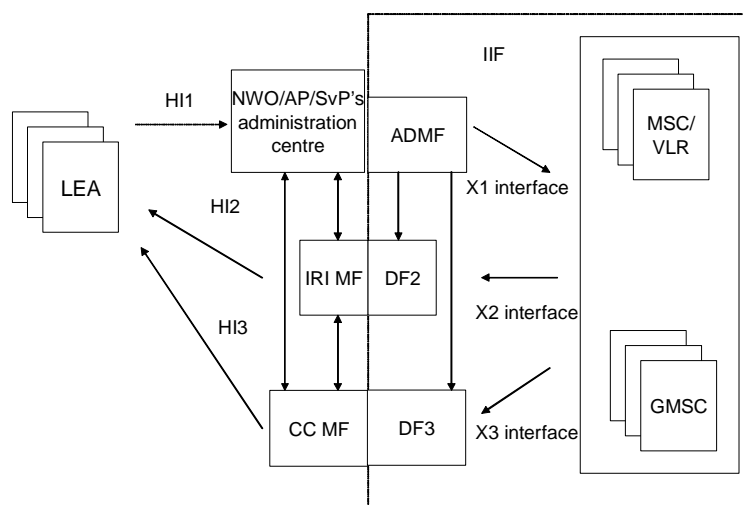 IIF
HI1
NWO/AP/SvP's
administration
centre
ADMF
MSC/
VLR
LEA
X1 interface
HI2
IRI MF
DF2
X2 interface
HI3
GMSC
CC MF
DF3
X3 interface